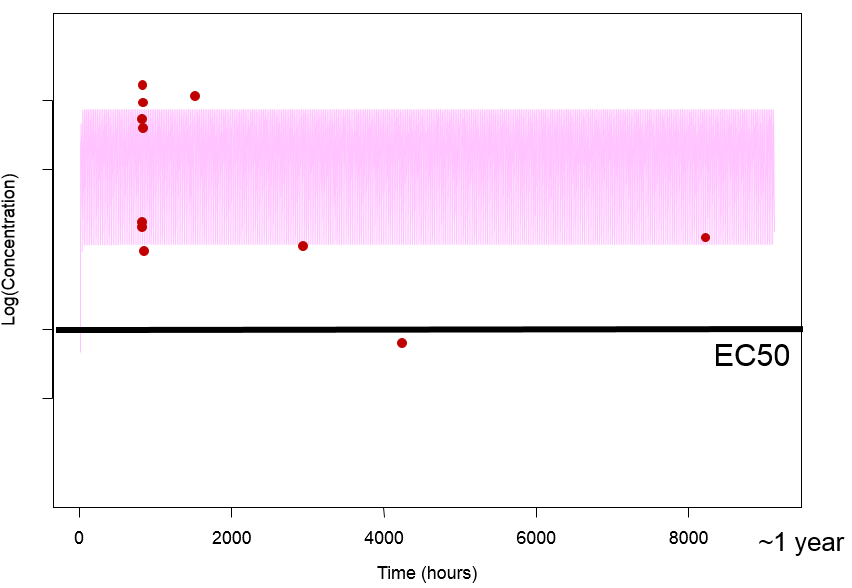 Log(Concentration)
EC50
0 2000 4000 6000 8000
~1 year
Time (hours)